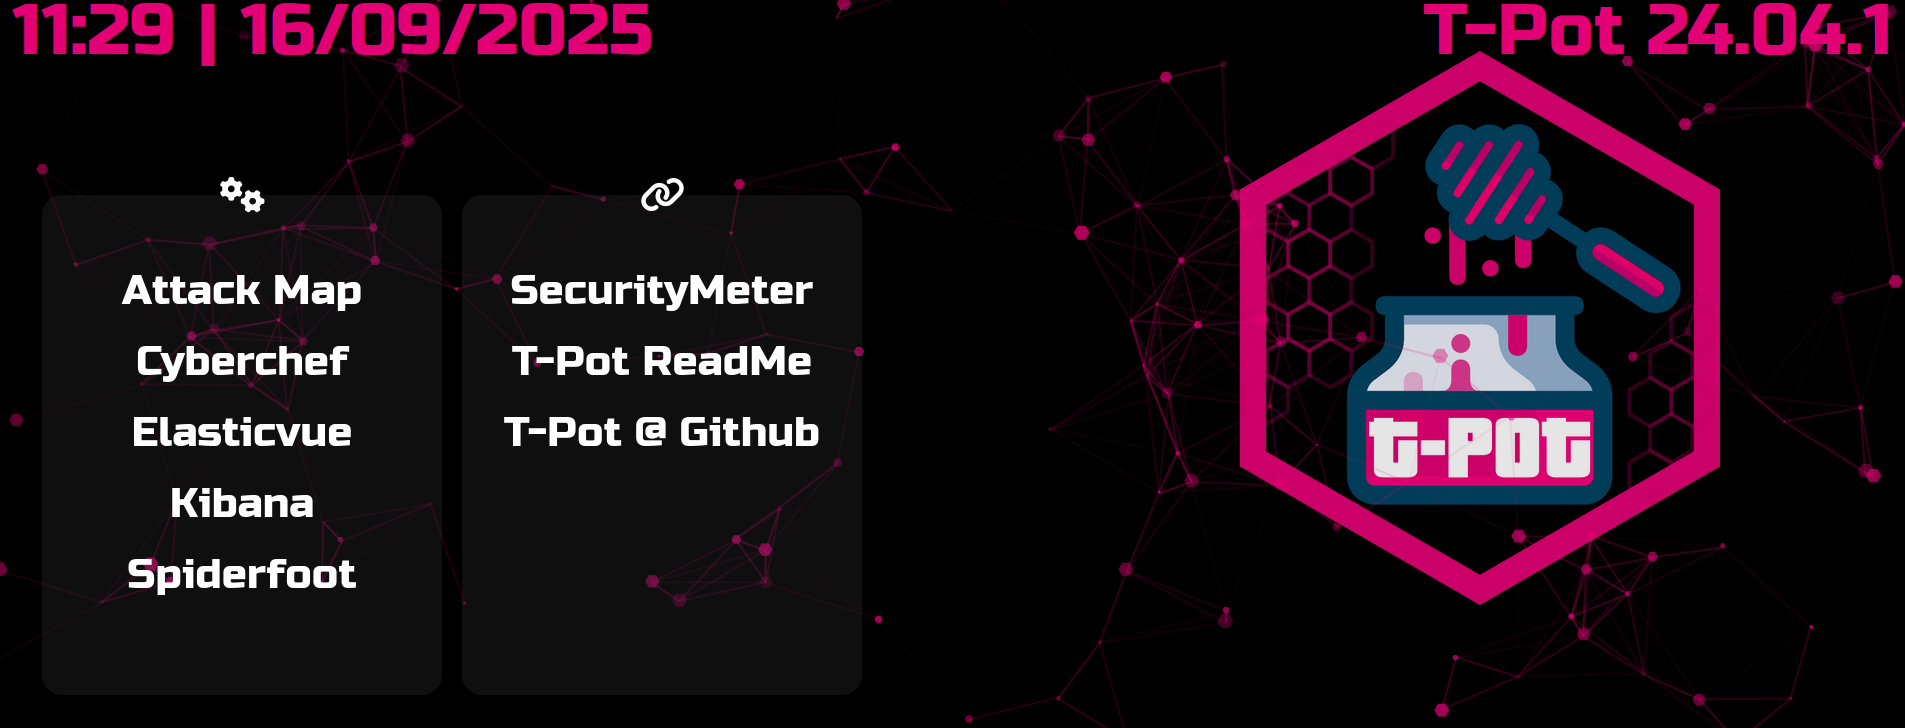 11:29 | 16/09/2025
T-Pot 24.04.1
Attack Map
Cyberchef
Elasticvue
Kibana
Spiderfoot
SecurityMeter
T-Pot ReadMe
T-Pot @ Github
t-pot